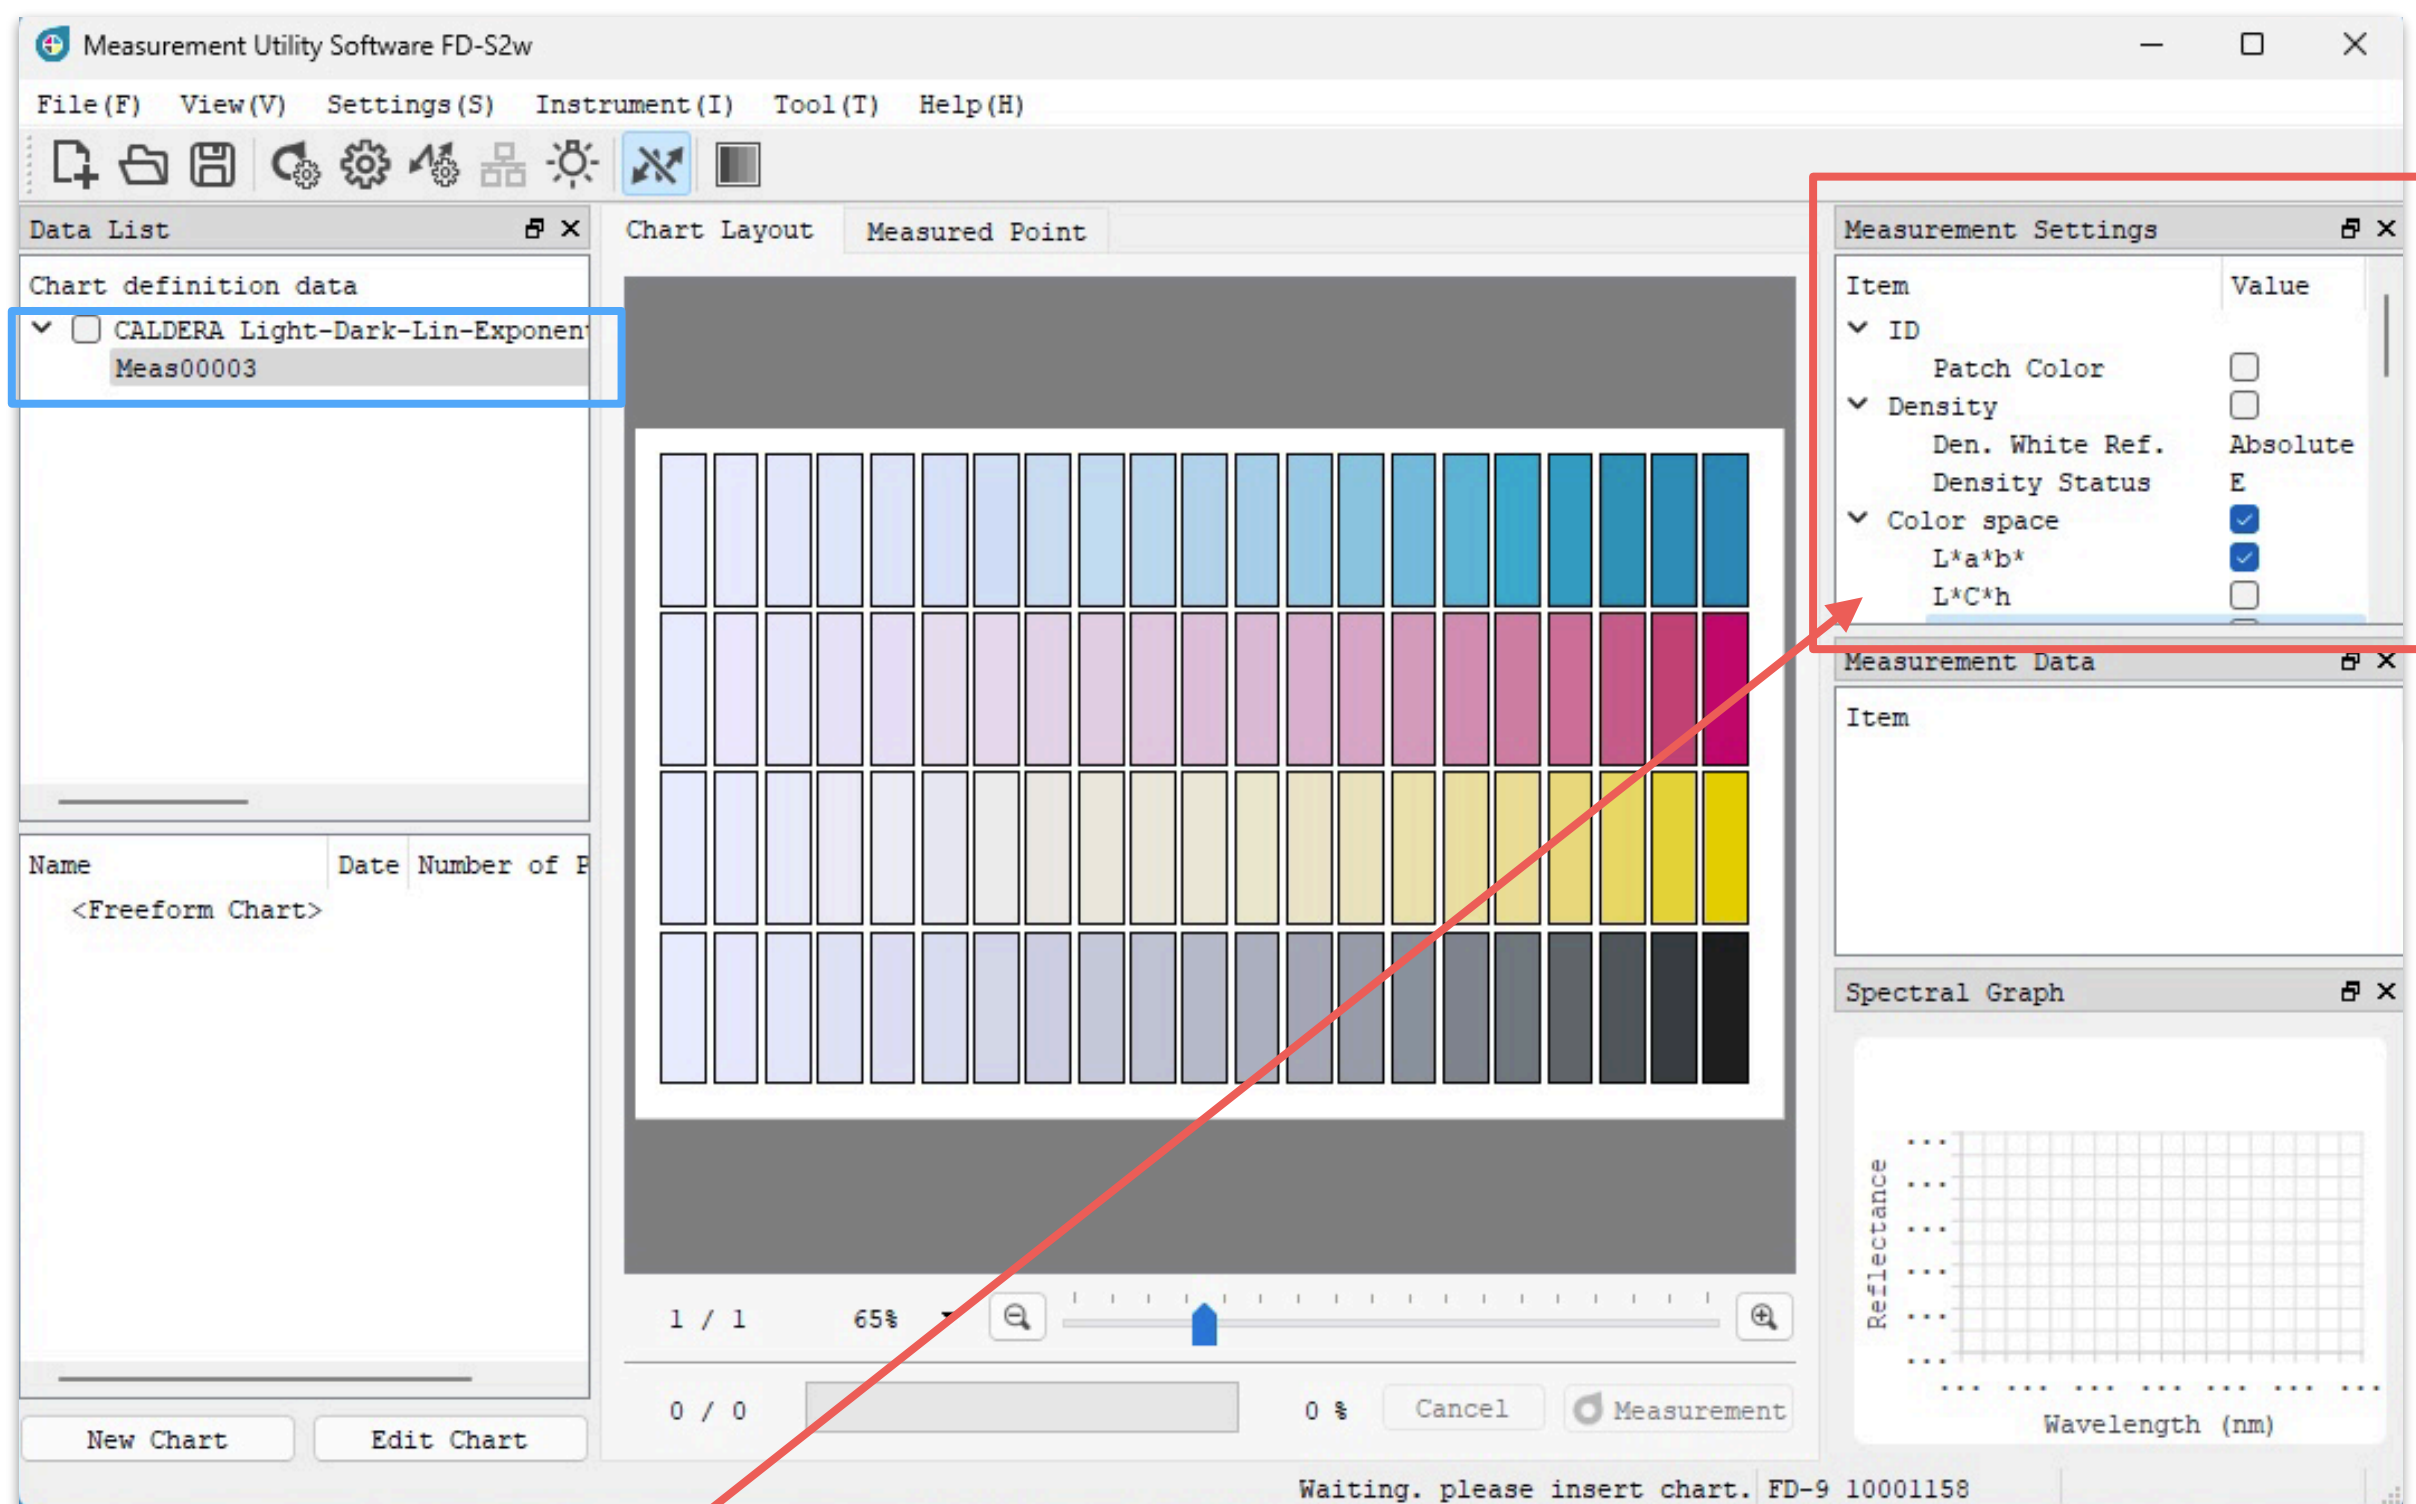 Measurement Utility Software FD-S2w
File(F) View(V) Settings(S) Instrument(I) Tool(T) Help(H)
Data List
Chart definition data
CALDERA Light-Dark-Lin-Exponen
Meas00003
Name Date Number of P
<Freeform Chart>
New Chart Edit Chart
Chart Layout Measured Point
1 / 1 65%
0 / 0 0 % Cancel Measurement
Measurement Settings
Item Value
ID
Patch Color
Density
Den. White Ref. Absolute
Density Status E
Color space
L*a*b*
L*C*h
Measurement Data
Item
Spectral Graph
Reflectance
... ... ... ... ... ...
... ... ... ... ... ... ...
Wavelength (nm)
Waiting. please insert chart. FD-9 10001158